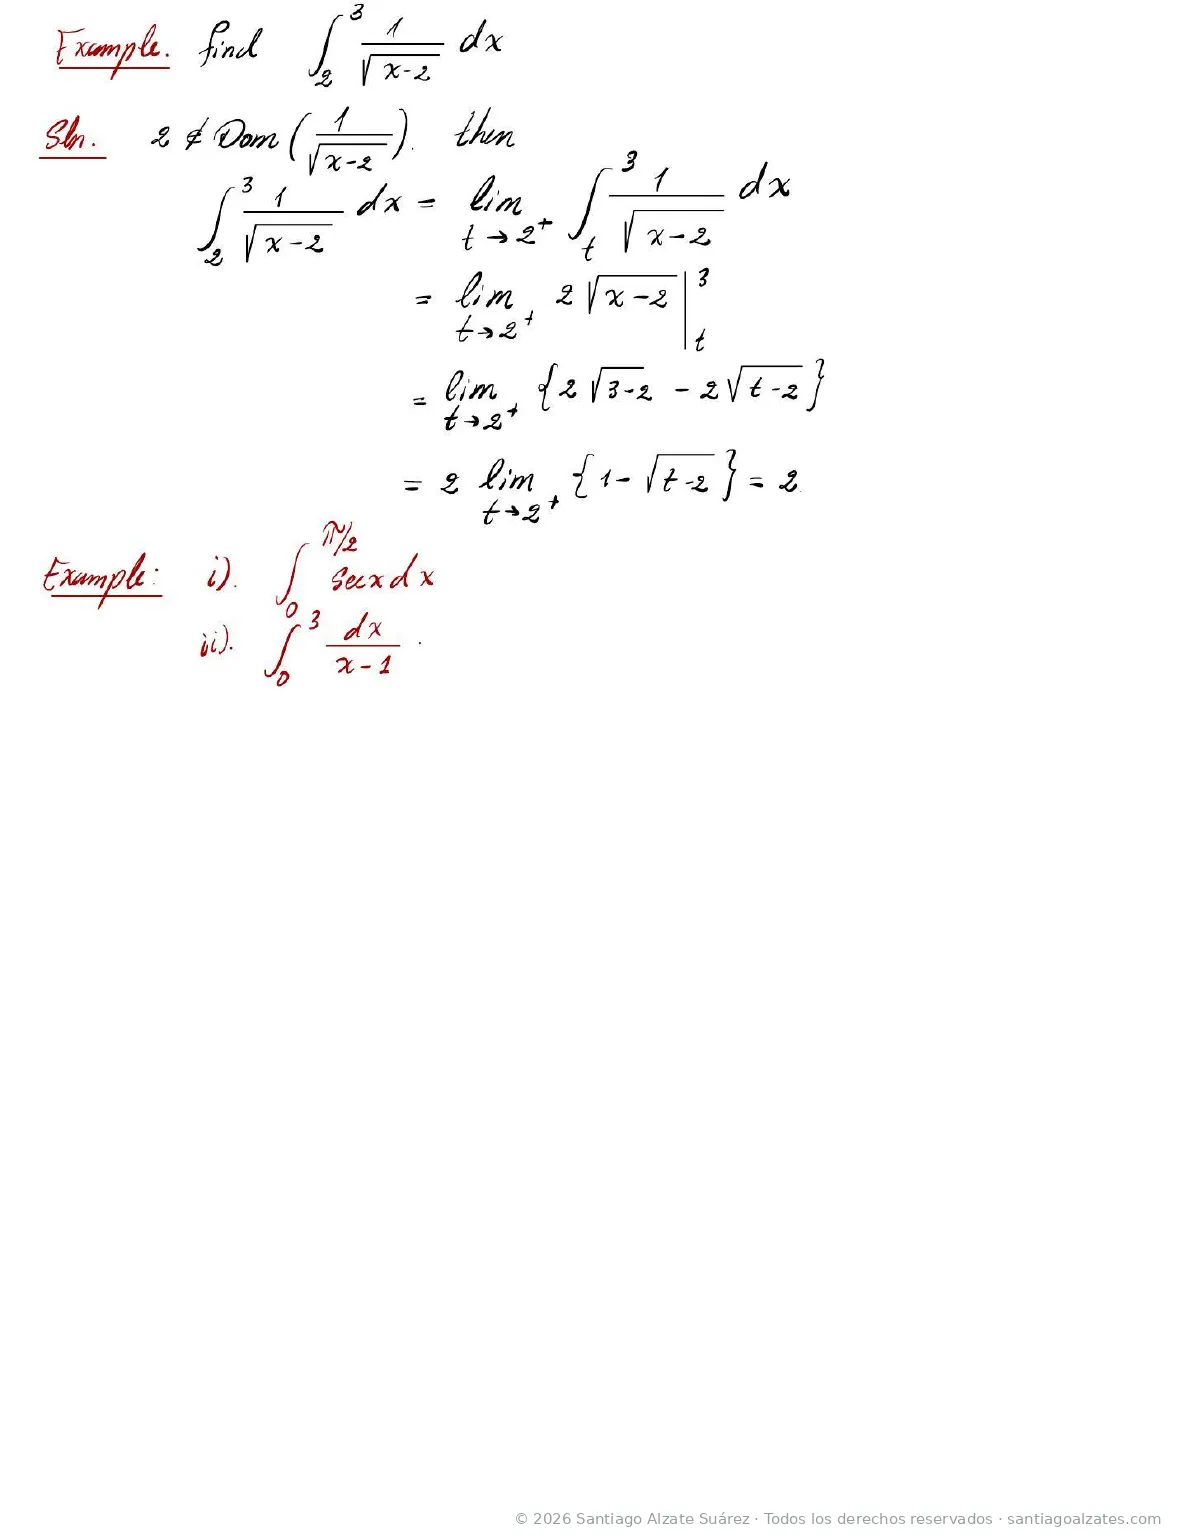 Example. find ∫_2^3 1/√(x-2) dx
Sln. 2 ∉ Dom (1/√(x-2)). then
∫_2^3 1/√(x-2) dx = lim_{t→2^+} ∫_t^3 1/√(x-2) dx
= lim_{t→2^+} 2√(x-2) |_t^3
= lim_{t→2^+} {2√(3-2) - 2√(t-2)}
= 2 lim_{t→2^+} {1-√(t-2)} = 2.
Example: i). ∫_0^{π/2} Sec x dx
ii). ∫_0^3 dx/(x-1) .
© 2026 Santiago Alzate Suárez · Todos los derechos reservados · santiagoalzates.com